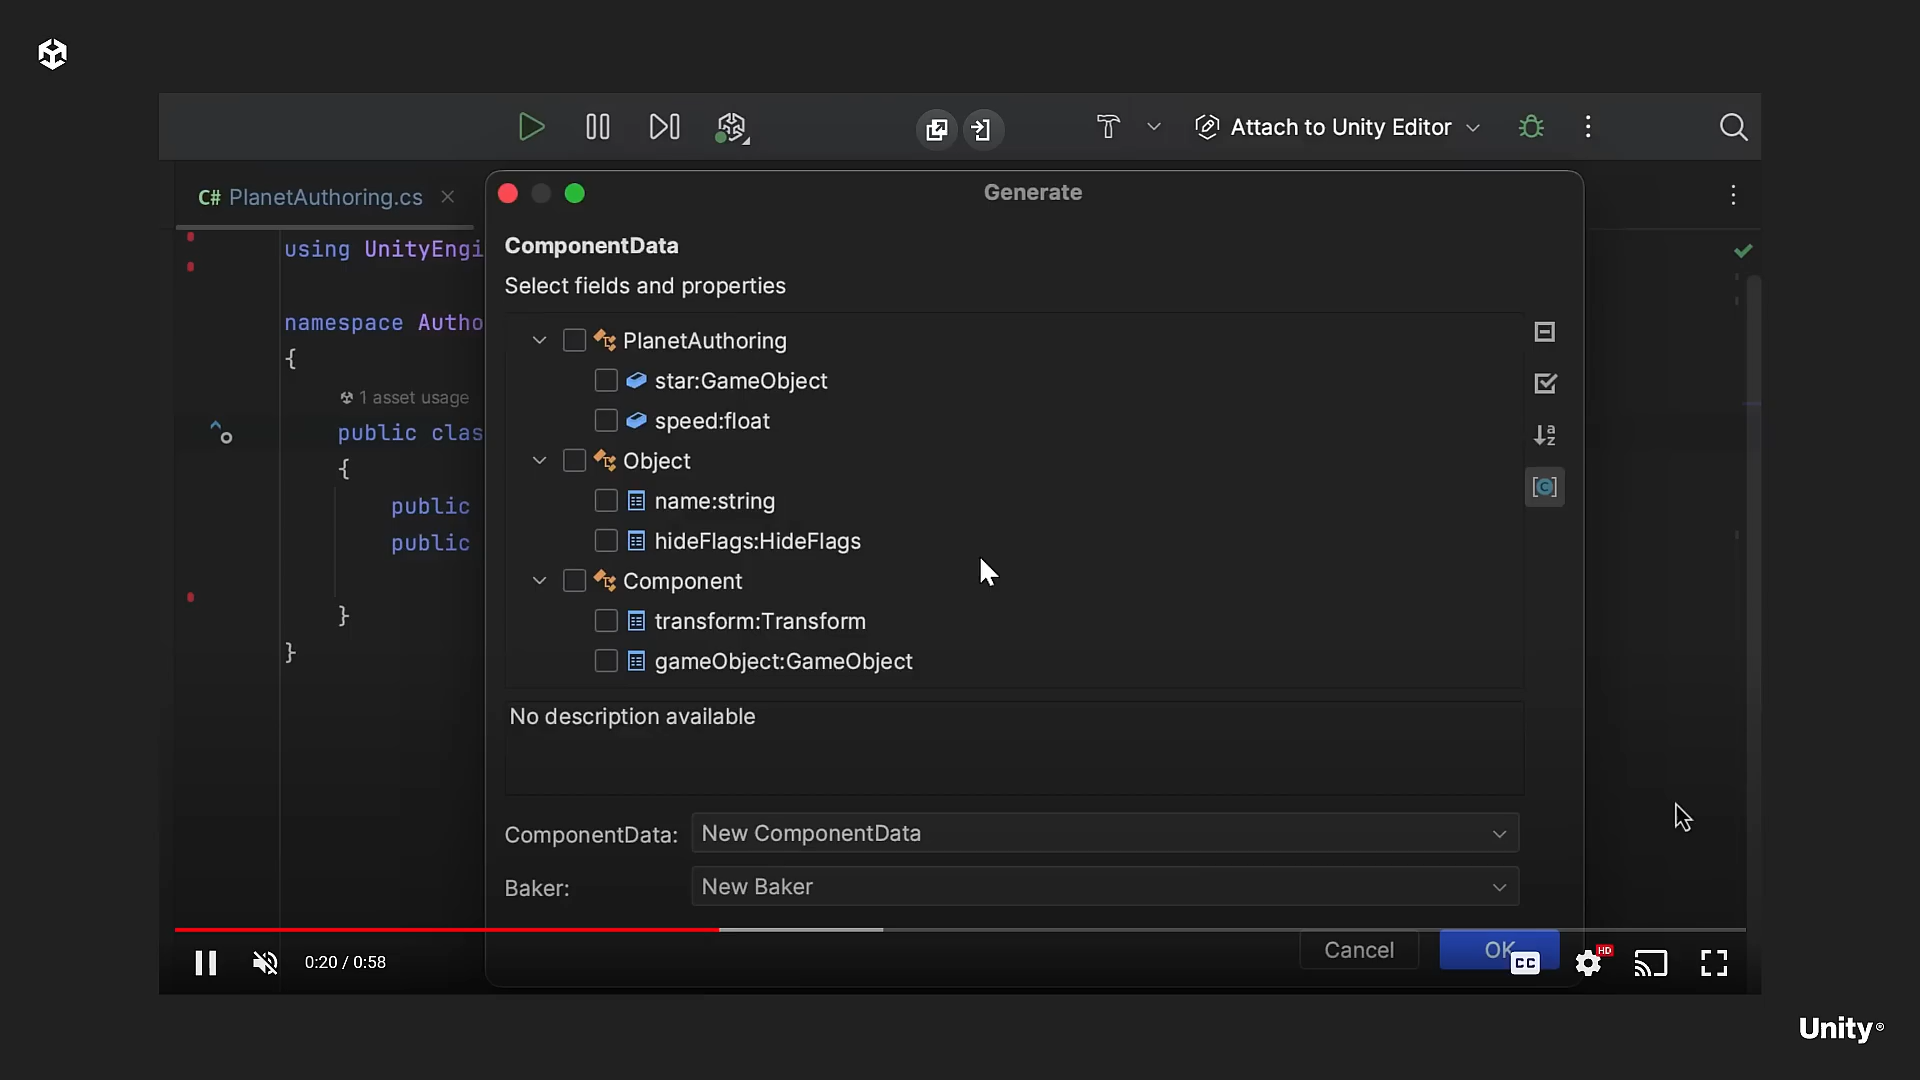 Attach to Unity Editor
C# PlanetAuthoring.cs
Generate
using UnityEngi
namespace Autho
{
1 asset usage
public clas
{
public
public
}
}
ComponentData
Select fields and properties
PlanetAuthoring
star:GameObject
speed:float
Object
name:string
hideFlags:HideFlags
Component
transform:Transform
gameObject:GameObject
No description available
ComponentData: New ComponentData
Baker: New Baker
Cancel
OK
0:20 / 0:58
CC
HD
Unity®